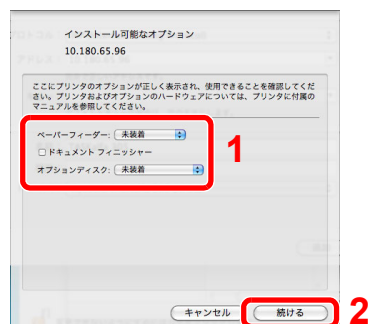 インストール可能なオプション
10.180.65.96
ここにプリンタのオプションが正しく表示され、使用できることを確認してくだ
さい。プリンタおよびオプションのハードウェアについては、プリンタに付属の
マニュアルを参照してください。
ペーパーフィーダー: 未装着
ドキュメント フィニッシャー
オプションディスク: 未装着
1
キャンセル
続ける
2